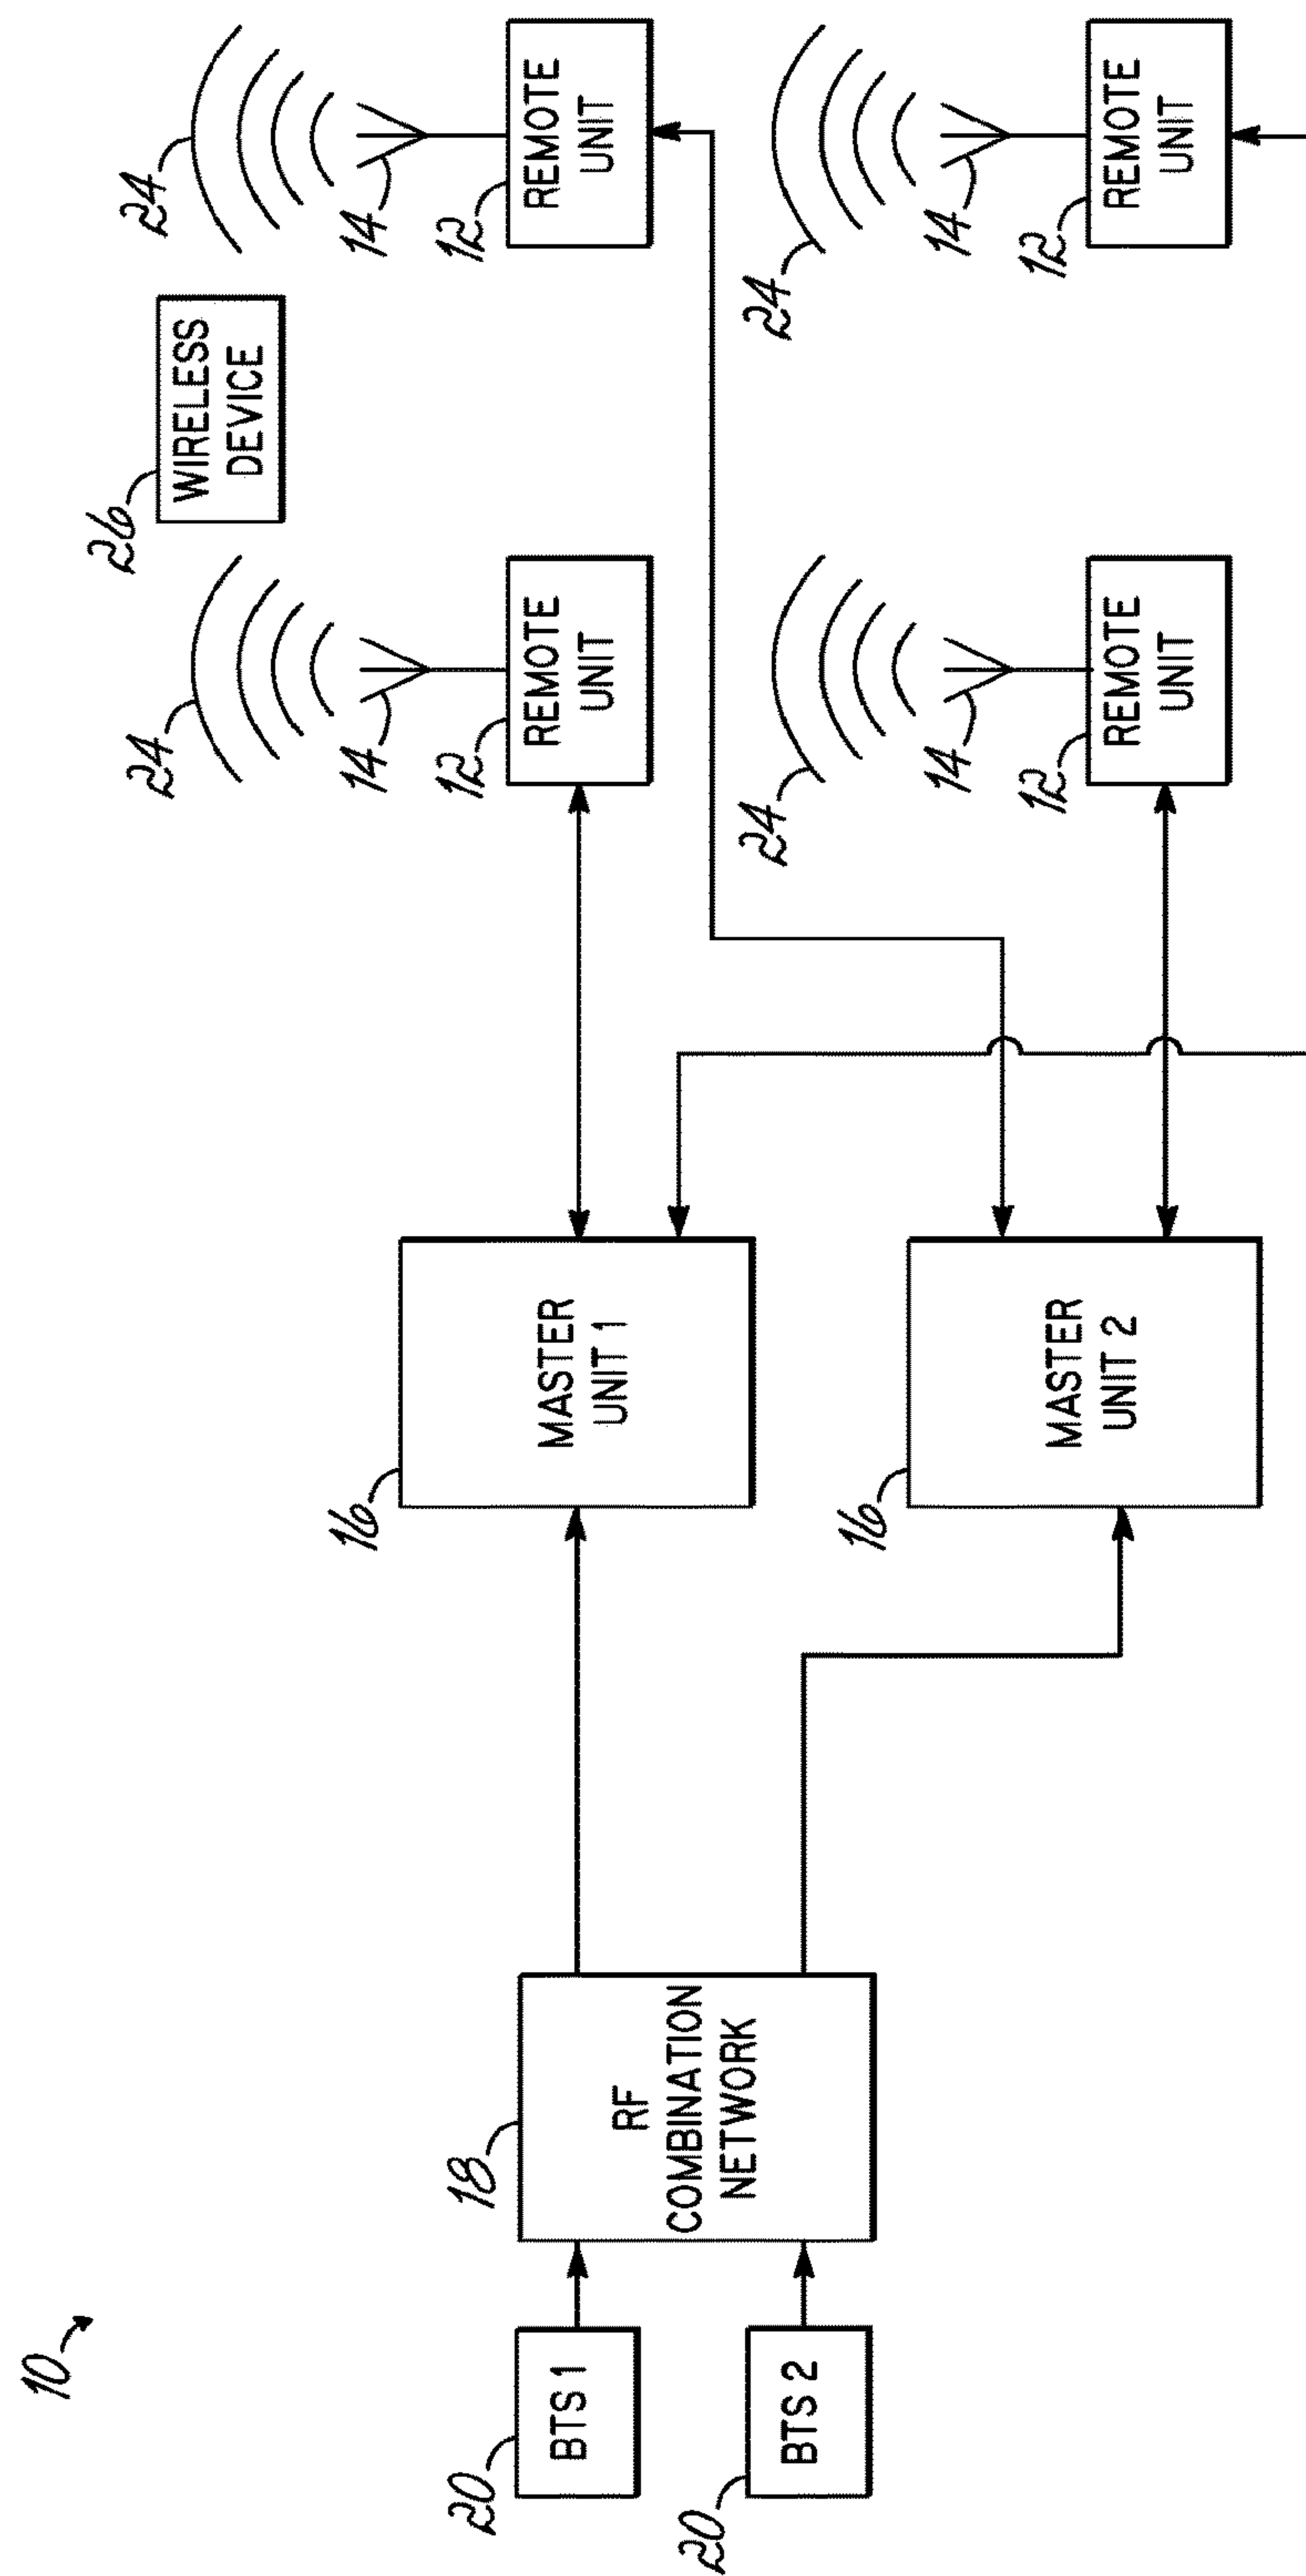 10
24
24
26
WIRELESS
DEVICE
14
14
12
REMOTE
UNIT
12
REMOTE
UNIT
16
MASTER
UNIT 1
20
BTS 1
18
RF
COMBINATION
NETWORK
20
BTS 2
24
24
14
14
16
MASTER
UNIT 2
12
REMOTE
UNIT
12
REMOTE
UNIT